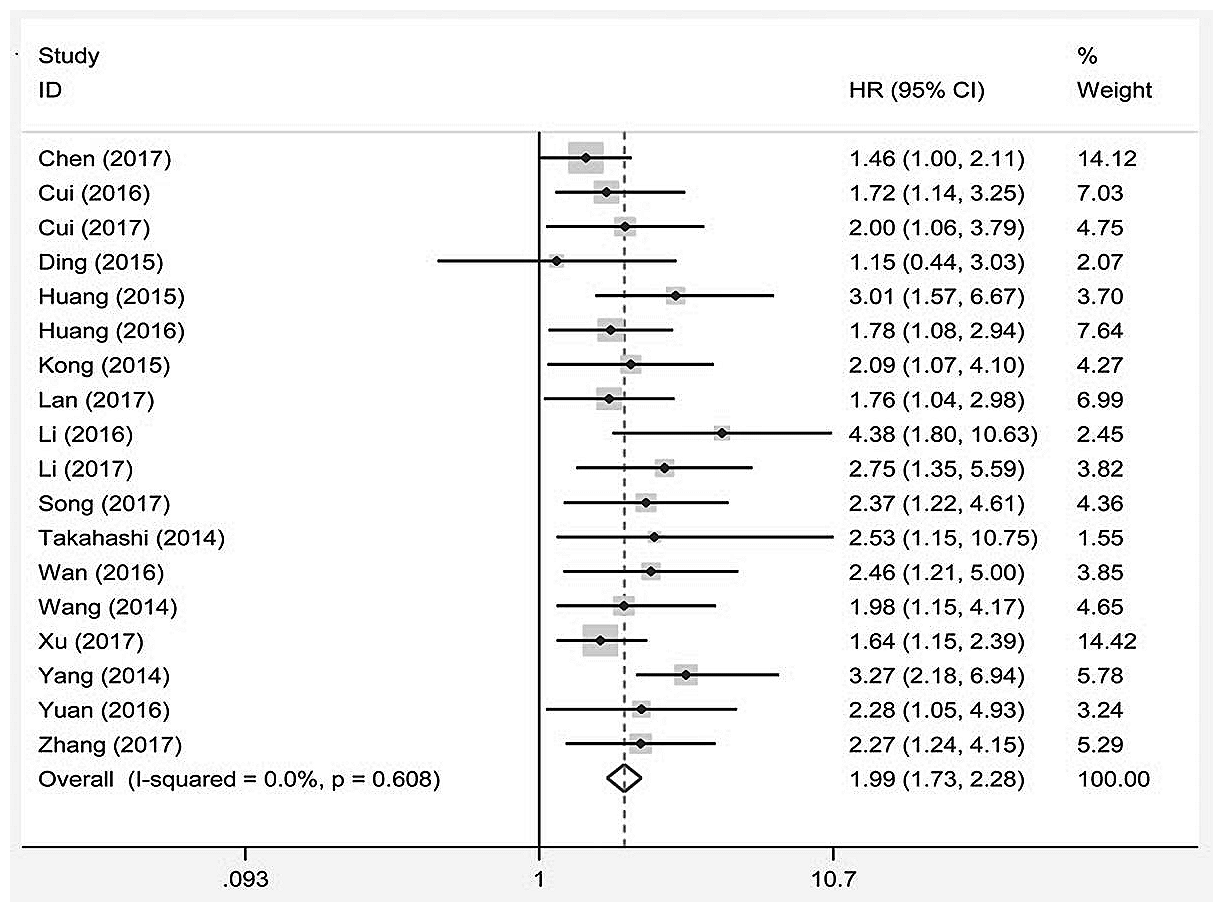 Study %
ID HR (95% CI) Weight
Chen (2017) 1.46 (1.00, 2.11) 14.12
Cui (2016) 1.72 (1.14, 3.25) 7.03
Cui (2017) 2.00 (1.06, 3.79) 4.75
Ding (2015) 1.15 (0.44, 3.03) 2.07
Huang (2015) 3.01 (1.57, 6.67) 3.70
Huang (2016) 1.78 (1.08, 2.94) 7.64
Kong (2015) 2.09 (1.07, 4.10) 4.27
Lan (2017) 1.76 (1.04, 2.98) 6.99
Li (2016) 4.38 (1.80, 10.63) 2.45
Li (2017) 2.75 (1.35, 5.59) 3.82
Song (2017) 2.37 (1.22, 4.61) 4.36
Takahashi (2014) 2.53 (1.15, 10.75) 1.55
Wan (2016) 2.46 (1.21, 5.00) 3.85
Wang (2014) 1.98 (1.15, 4.17) 4.65
Xu (2017) 1.64 (1.15, 2.39) 14.42
Yang (2014) 3.27 (2.18, 6.94) 5.78
Yuan (2016) 2.28 (1.05, 4.93) 3.24
Zhang (2017) 2.27 (1.24, 4.15) 5.29
Overall (I-squared = 0.0%, p = 0.608) 1.99 (1.73, 2.28) 100.00
.093 1 10.7